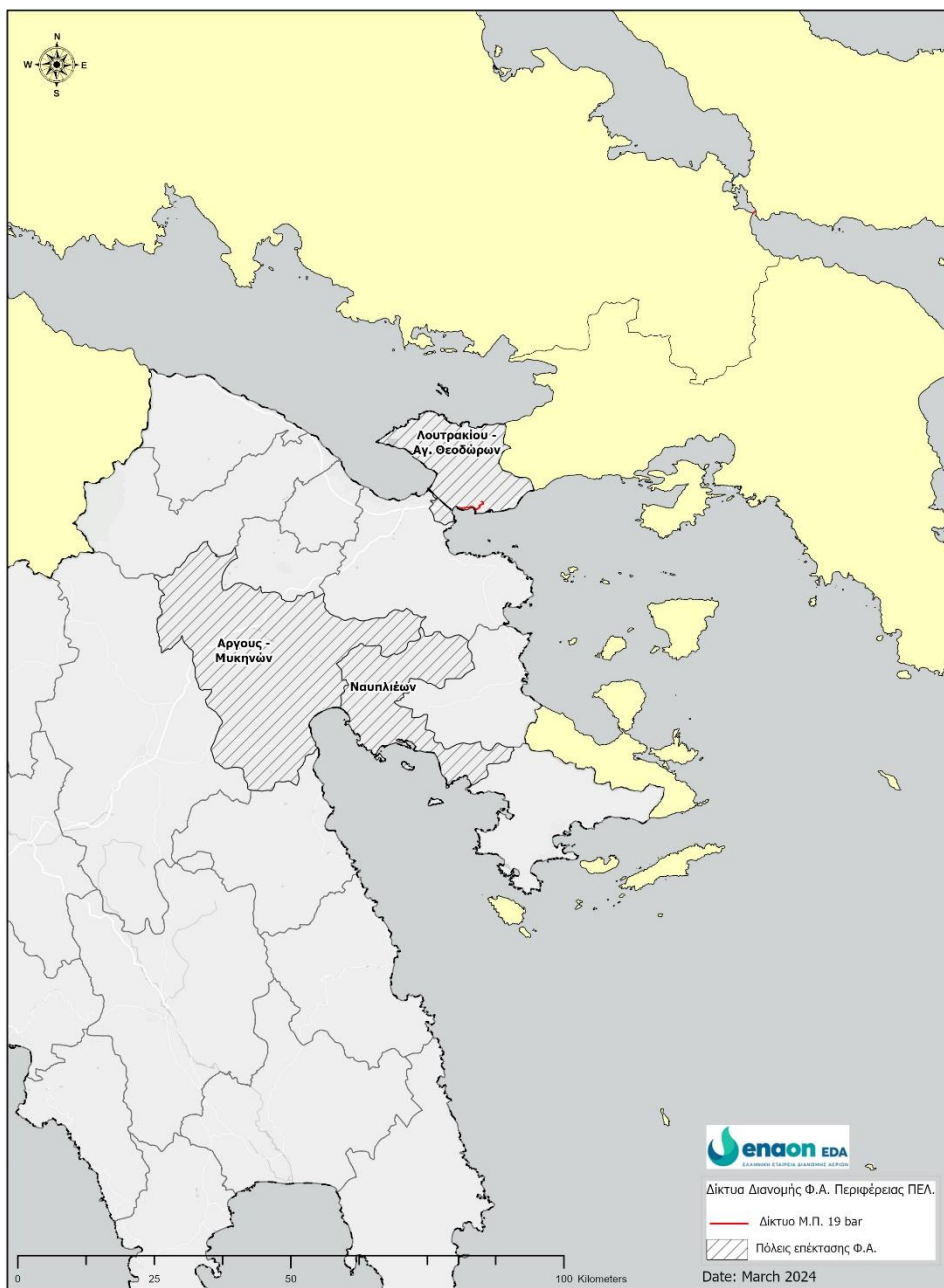 N
W E
S
Λουτρακίου -
Αγ. Θεοδώρων
Αργους -
Μυκηνών
Ναυπλιέων
enaon EDA
ΕΛΛΗΝΙΚΗ ΕΤΑΙΡΕΙΑ ΔΙΑΝΟΜΗΣ ΑΕΡΙΩΝ
Δίκτυα Διανομής Φ.Α. Περιφέρειας ΠΕΛ.
Δίκτυο Μ.Π. 19 bar
Πόλεις επέκτασης Φ.Α.
0 25 50 100 Kilometers
Date: March 2024